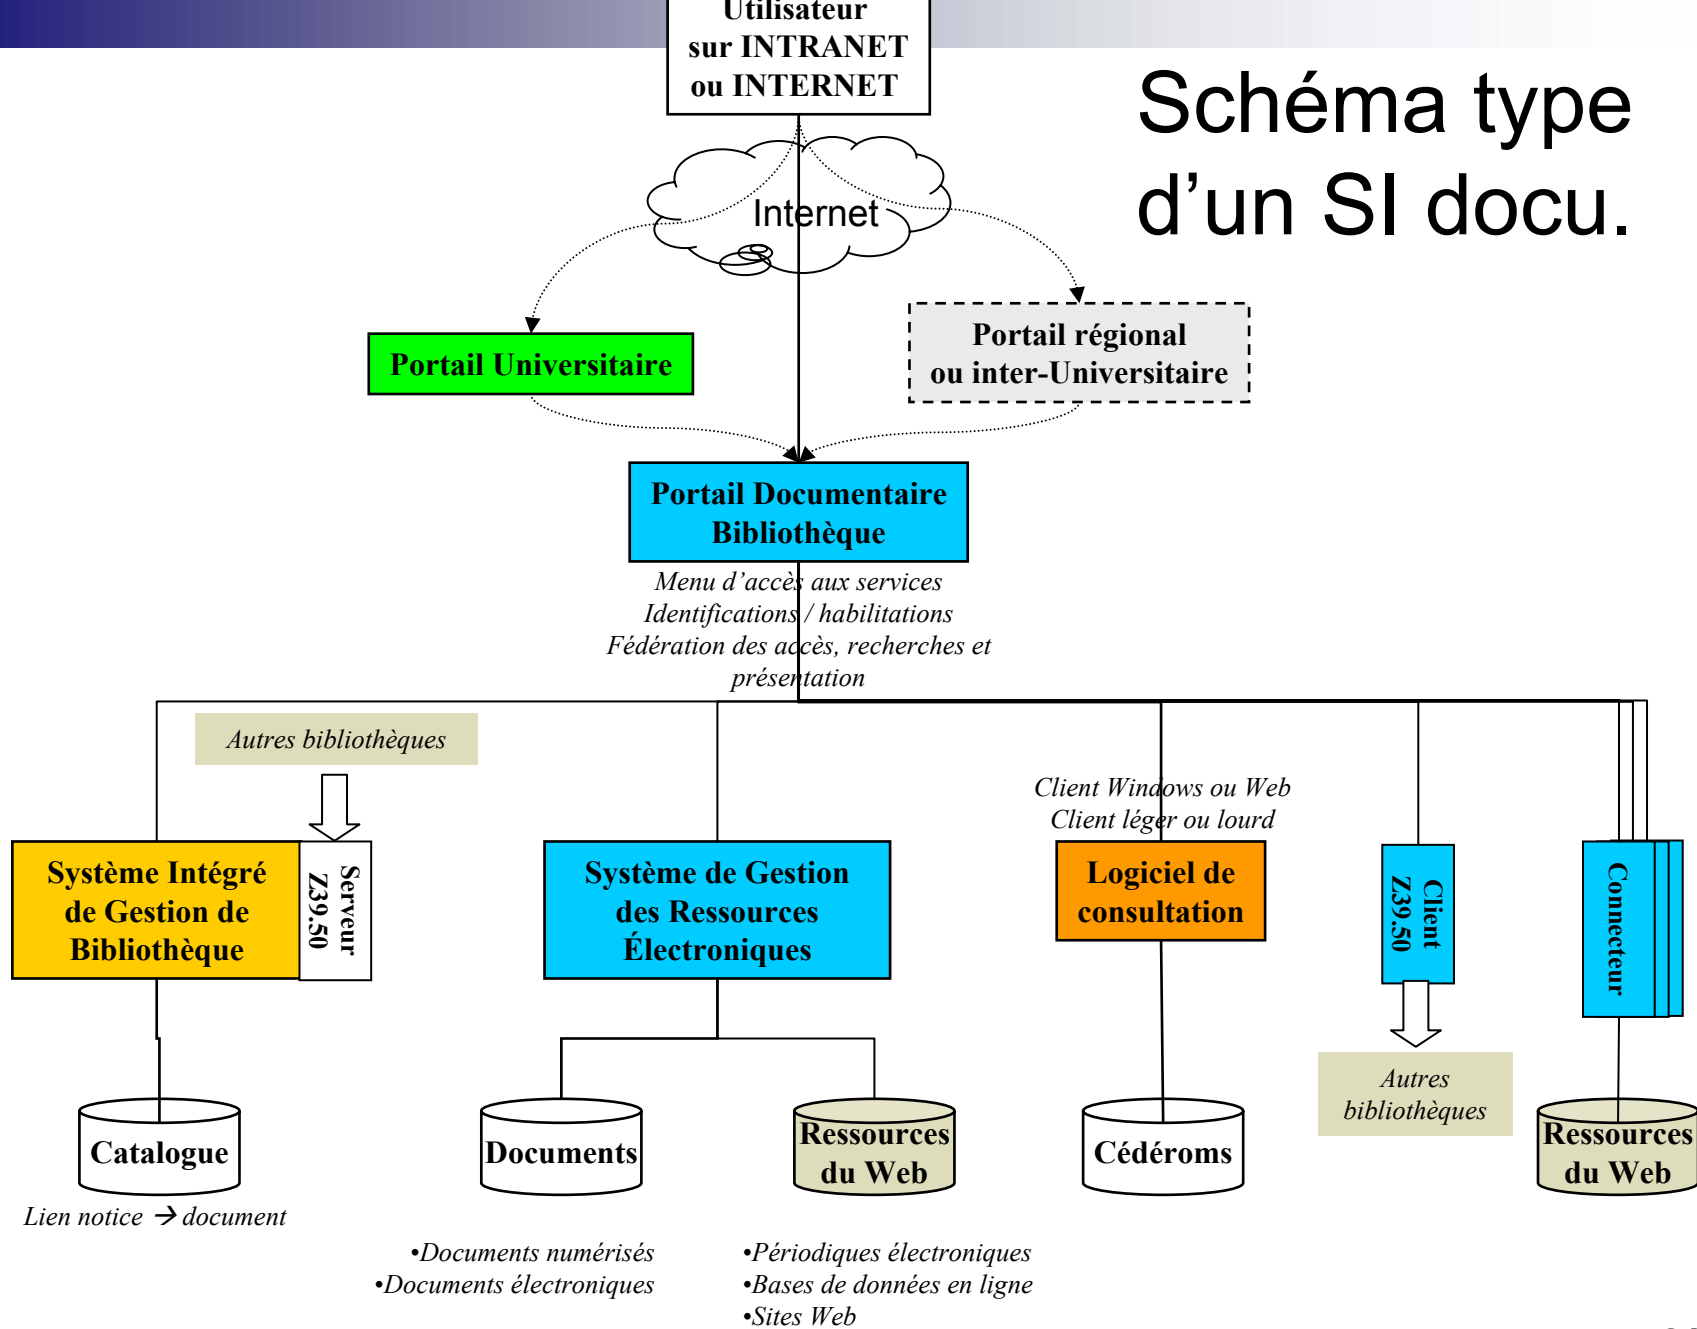 Utilisateur
sur INTRANET
ou INTERNET
Schéma type
d’un SI docu.
Internet
Portail Universitaire
Portail régional
ou inter-Universitaire
Portail Documentaire
Bibliothèque
Menu d’accès aux services
Identifications / habilitations
Fédération des accès, recherches et
présentation
Autres bibliothèques
Client Windows ou Web
Client léger ou lourd
Système Intégré
de Gestion de
Bibliothèque
Serveur
Z39.50
Système de Gestion
des Ressources
Électroniques
Logiciel de
consultation
Client
Z39.50
Connecteur
Autres
bibliothèques
Catalogue
Documents
Ressources
du Web
Cédéroms
Ressources
du Web
Lien notice → document
•Documents numérisés
•Documents électroniques
•Périodiques électroniques
•Bases de données en ligne
•Sites Web